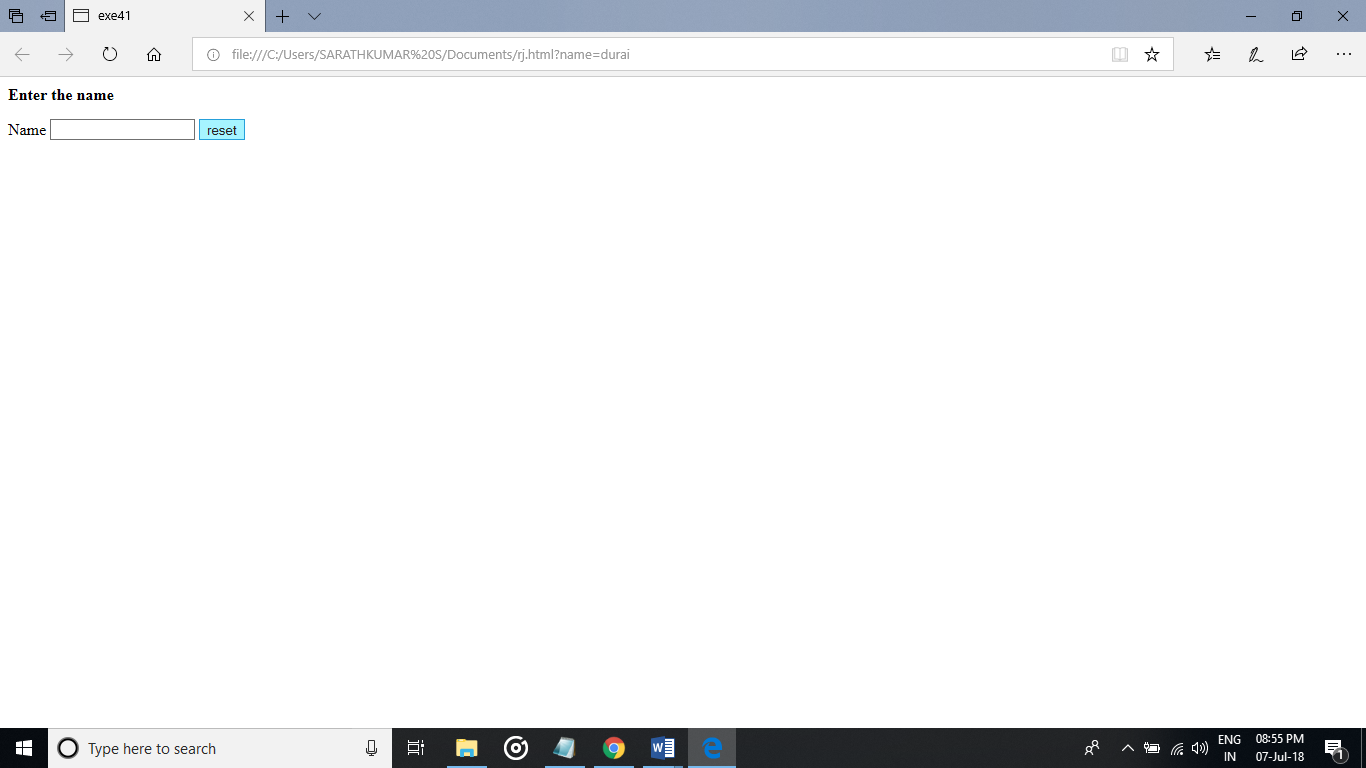 exe41
file:///C:/Users/SARATHKUMAR%20S/Documents/rj.html?name=durai
Enter the name
Name reset
Type here to search
W
ENG
IN
08:55 PM
07-Jul-18
1